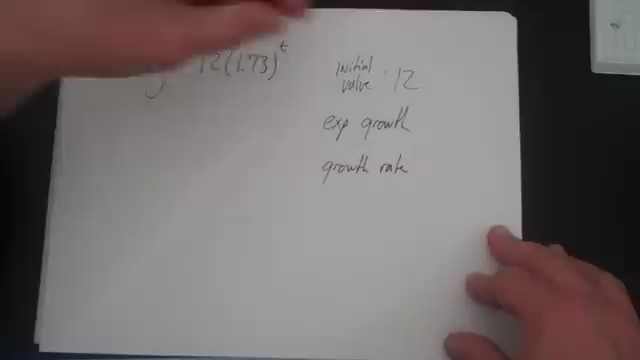 y 12(1.73)^t
initial
value : 12
exp growth
growth rate